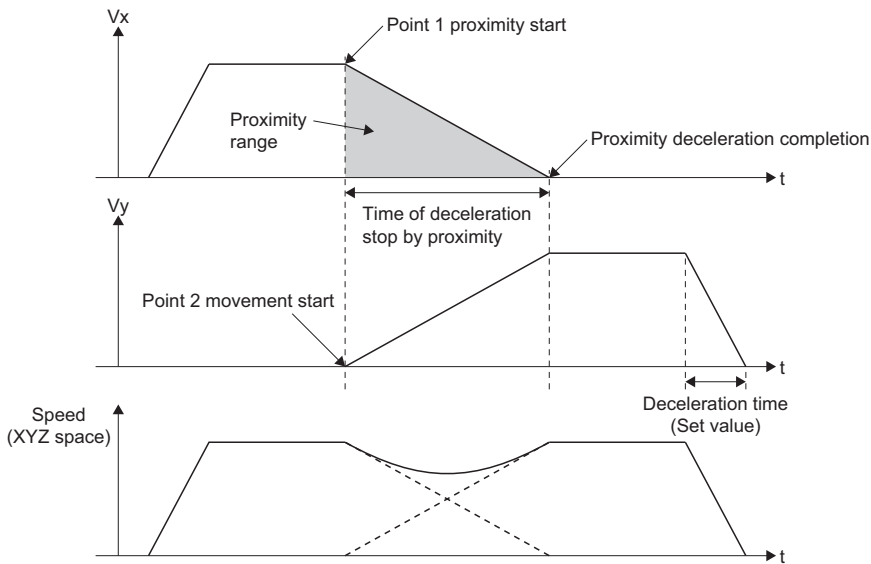 Vx
Point 1 proximity start
Proximity
range
Proximity deceleration completion
t
Time of deceleration
stop by proximity
Vy
Point 2 movement start
t
Deceleration time
(Set value)
Speed
(XYZ space)
t